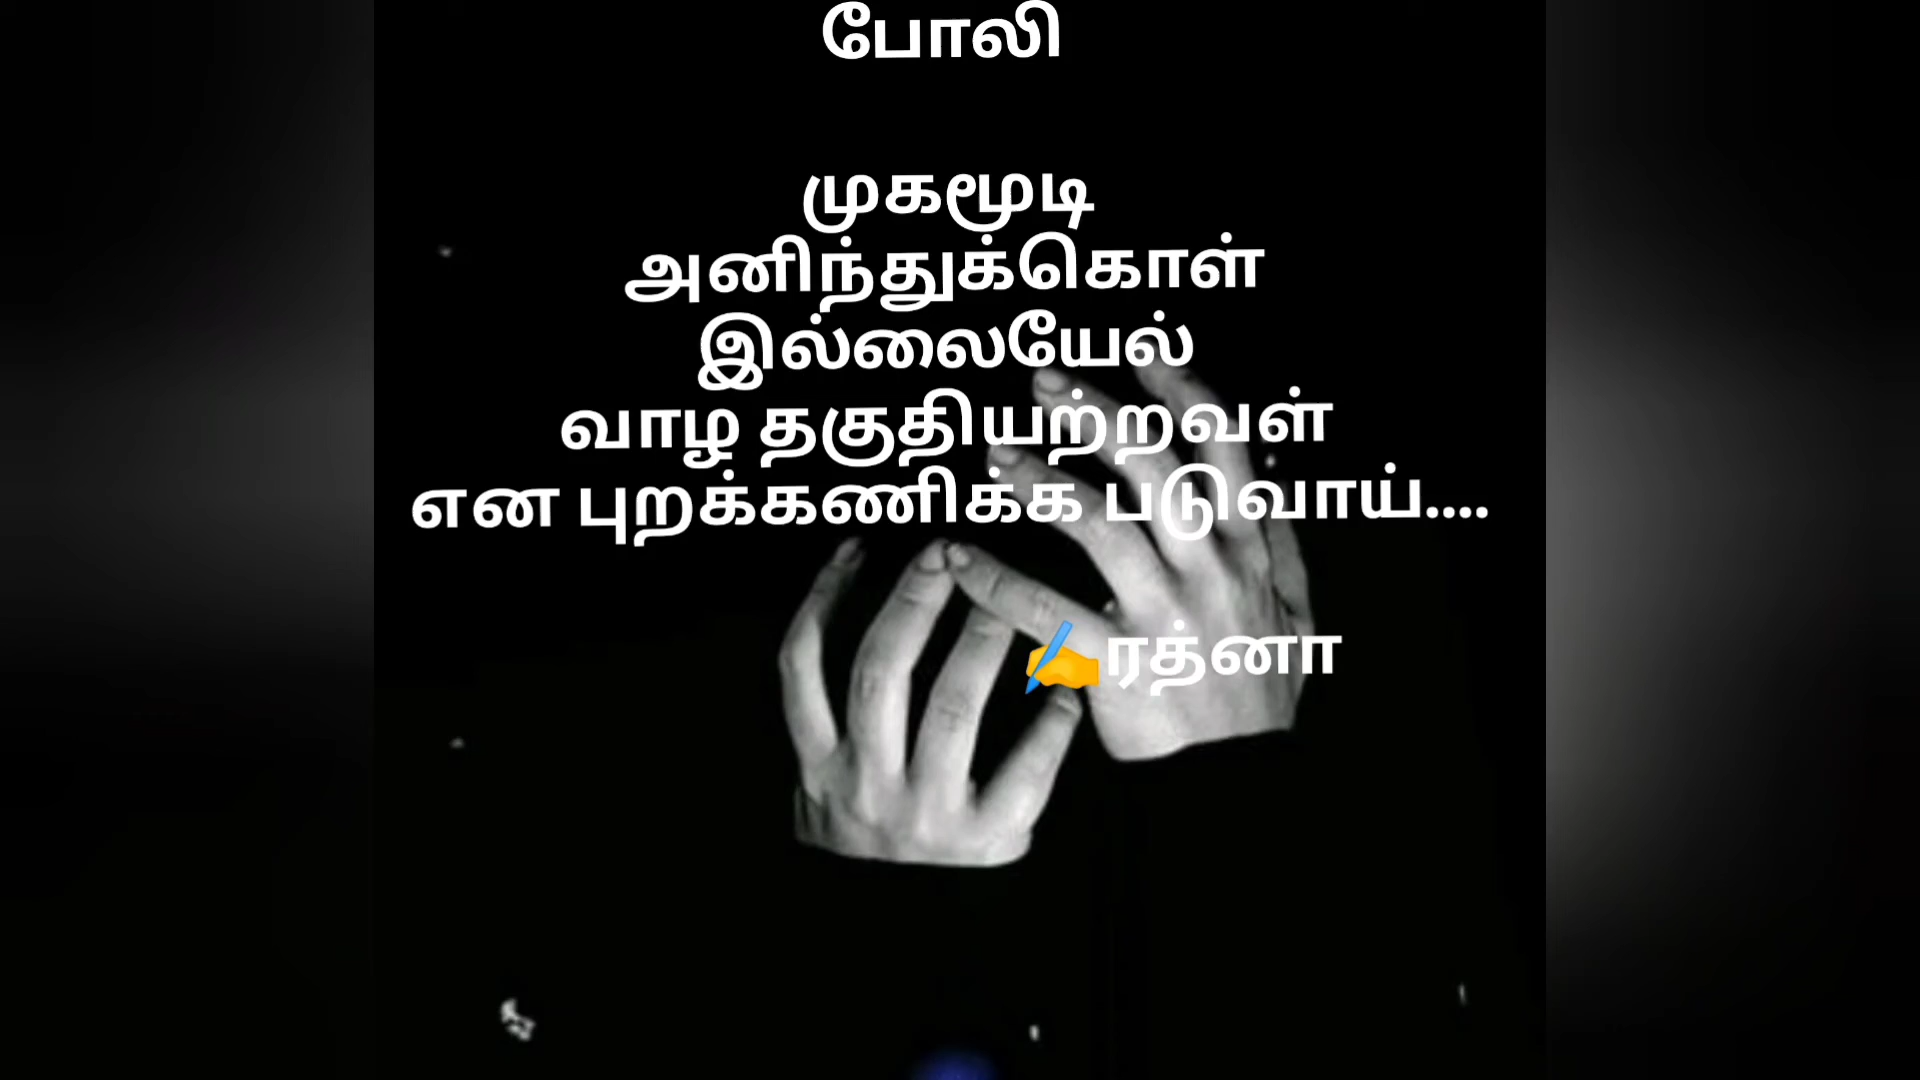 போலி
முகமூடி
அனிந்துக்கொள்
இல்லையேல்
வாழ தகுதியற்றவள்
என புறக்கணிக்க படுவாய்....
✍ரத்னா